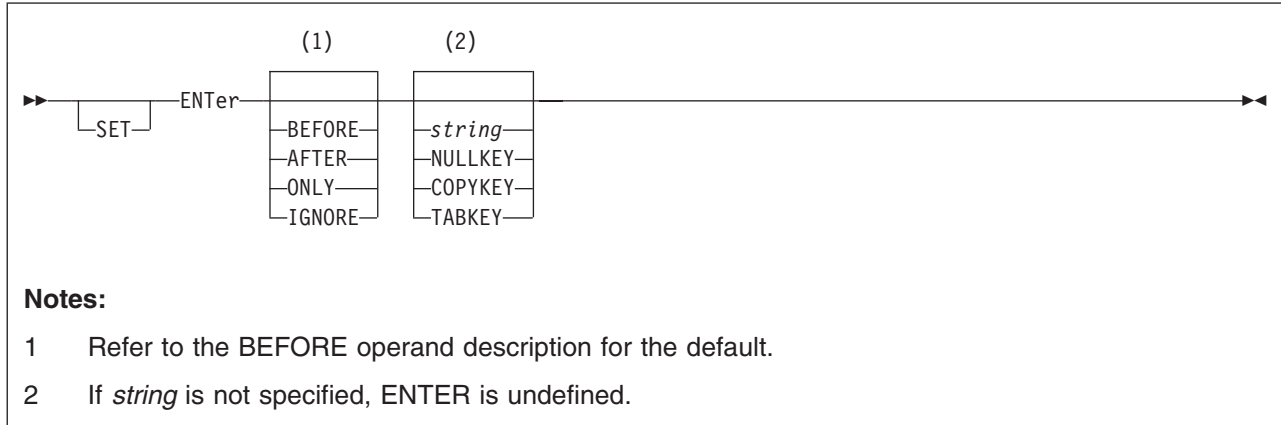 (1) (2)
►►─ ─ENTer─ ─►◄
SET
BEFORE string
AFTER NULLKEY
ONLY COPYKEY
IGNORE TABKEY
Notes:
1 Refer to the BEFORE operand description for the default.
2 If string is not specified, ENTER is undefined.